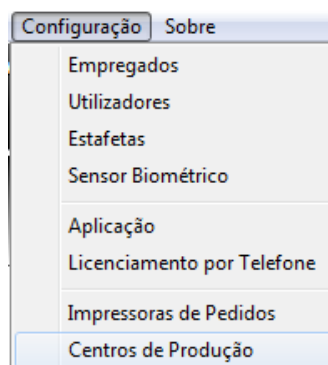 Configuração Sobre
Empregados
Utilizadores
Estafetas
Sensor Biométrico
Aplicação
Licenciamento por Telefone
Impressoras de Pedidos
Centros de Produção